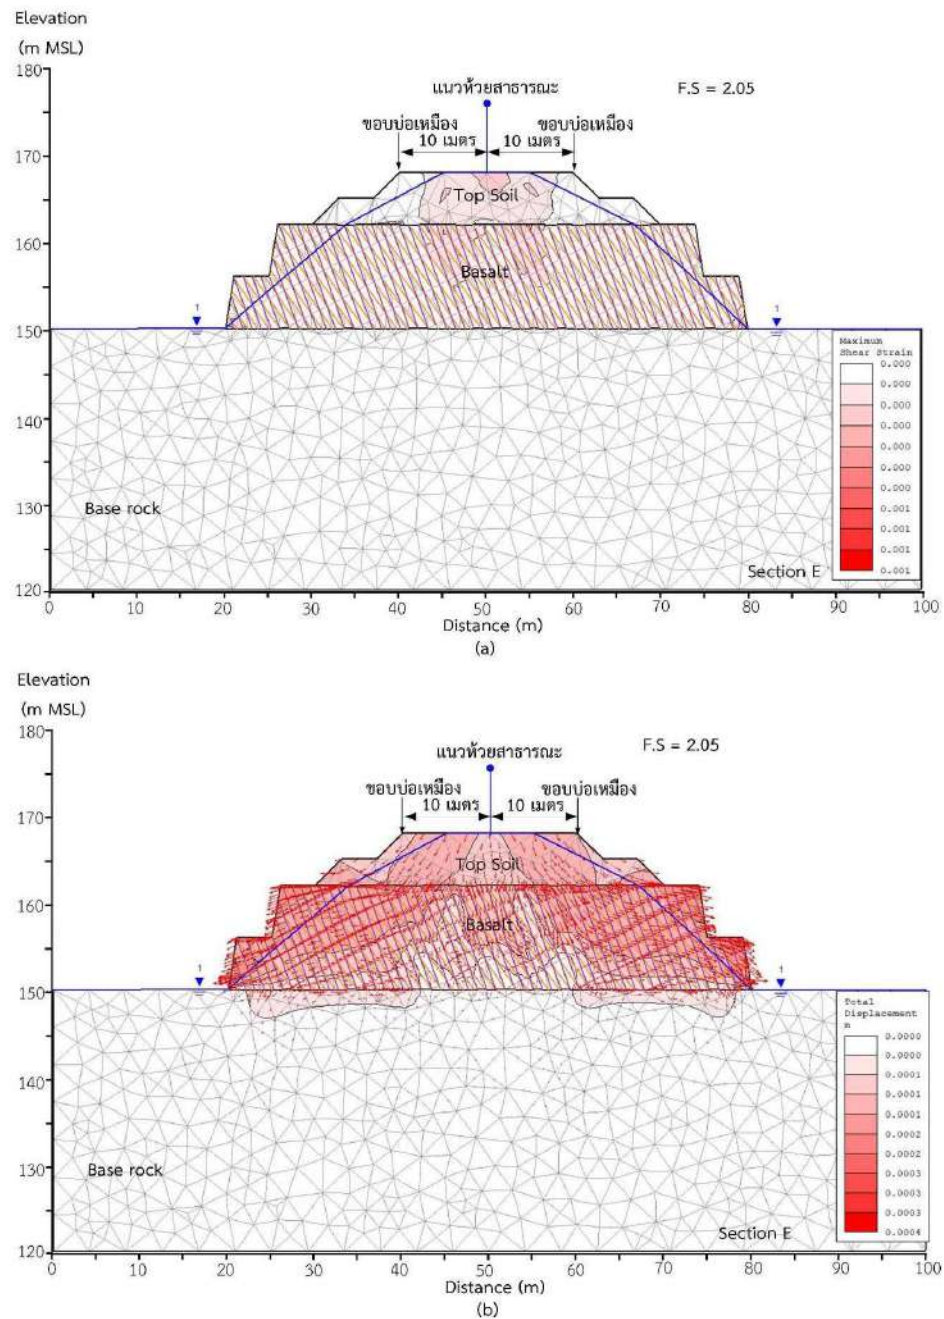 Elevation
(m MSL)
180
แนวห้วยสาธารณะ
F.S = 2.05
ขอบบ่อเหมือง
ขอบบ่อเหมือง
10 เมตร
10 เมตร
170
Top Soil
160
Basalt
1
1
150
Maximum
Shear Strain
0.000
0.000
0.000
0.000
0.000
0.000
0.000
0.001
0.001
0.001
0.001
140
130
Base rock
Section E
120
0 10 20 30 40 50 60 70 80 90 100
Distance (m)
(a)
Elevation
(m MSL)
180
แนวห้วยสาธารณะ
F.S = 2.05
ขอบบ่อเหมือง
ขอบบ่อเหมือง
10 เมตร
10 เมตร
170
Top Soil
160
Basalt
1
1
150
Total
Displacement
m
0.0000
0.0000
0.0001
0.0001
0.0001
0.0002
0.0002
0.0003
0.0003
0.0003
0.0004
140
130
Base rock
Section E
120
0 10 20 30 40 50 60 70 80 90 100
Distance (m)
(b)